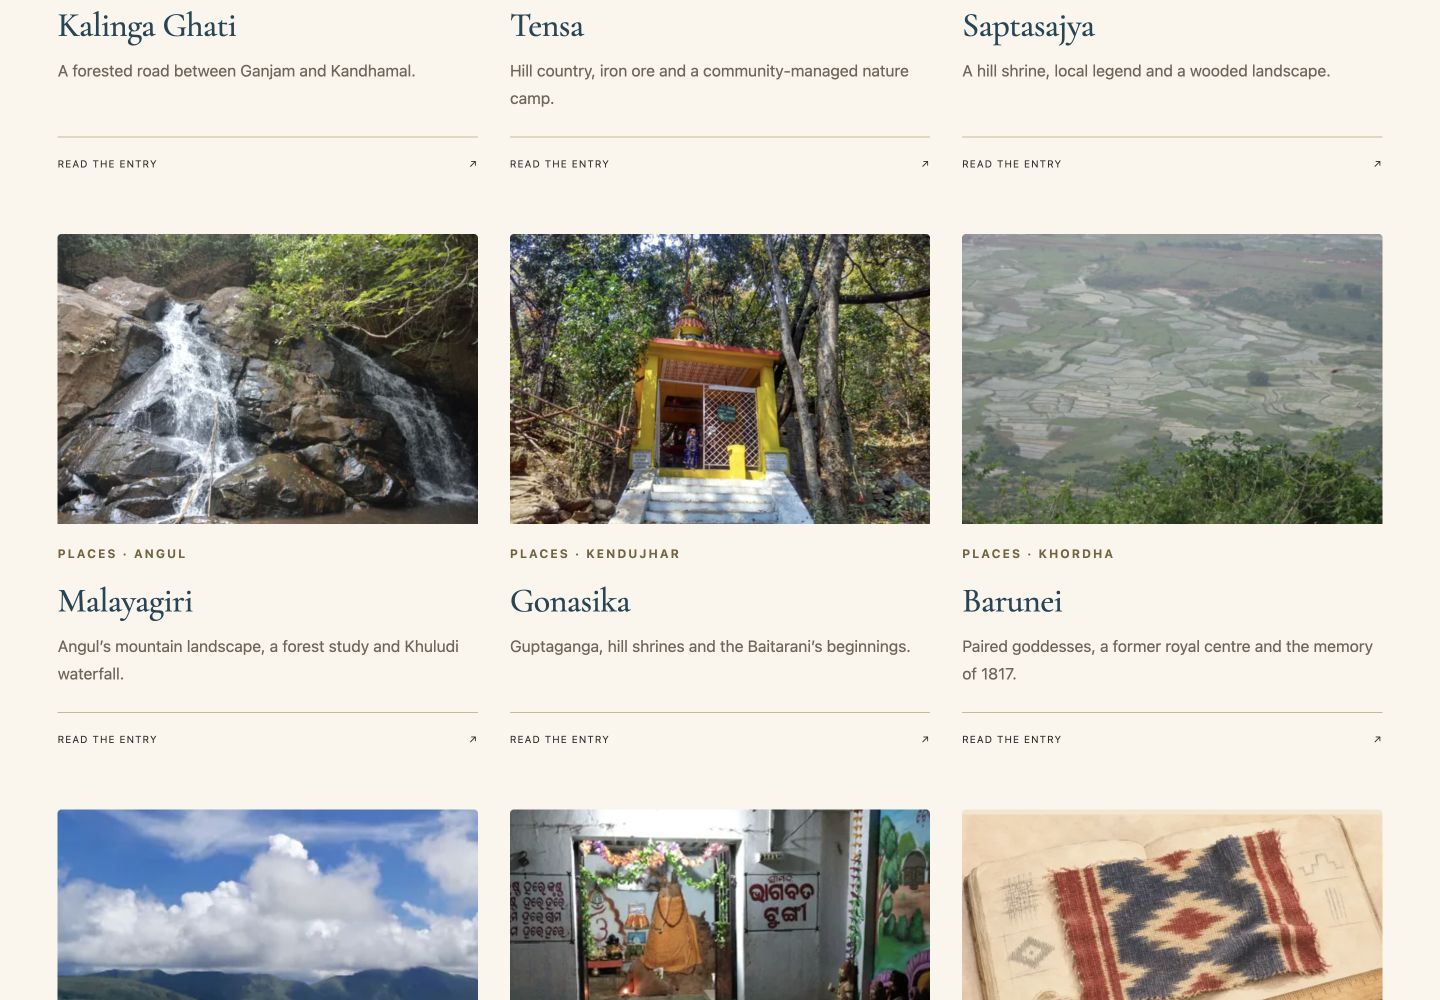 Kalinga Ghati
A forested road between Ganjam and Kandhamal.
READ THE ENTRY ↗
Tensa
Hill country, iron ore and a community-managed nature
camp.
READ THE ENTRY ↗
Saptasajya
A hill shrine, local legend and a wooded landscape.
READ THE ENTRY ↗
PLACES · ANGUL
Malayagiri
Angul’s mountain landscape, a forest study and Khuludi
waterfall.
READ THE ENTRY ↗
PLACES · KENDUJHAR
Gonasika
Guptaganga, hill shrines and the Baitarani’s beginnings.
READ THE ENTRY ↗
PLACES · KHORDHA
Barunei
Paired goddesses, a former royal centre and the memory
of 1817.
READ THE ENTRY ↗
ଭାଗବତ
ଟୁଙ୍ଗୀ